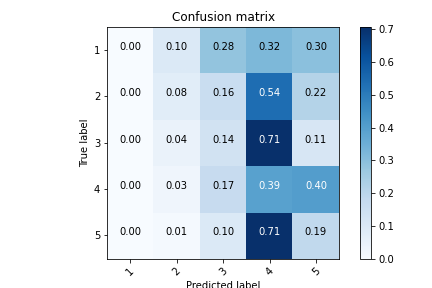 Confusion matrix
True label
1 0.00 0.10 0.28 0.32 0.30
2 0.00 0.08 0.16 0.54 0.22
3 0.00 0.04 0.14 0.71 0.11
4 0.00 0.03 0.17 0.39 0.40
5 0.00 0.01 0.10 0.71 0.19
1 2 3 4 5
Predicted label
0.7
0.6
0.5
0.4
0.3
0.2
0.1
0.0